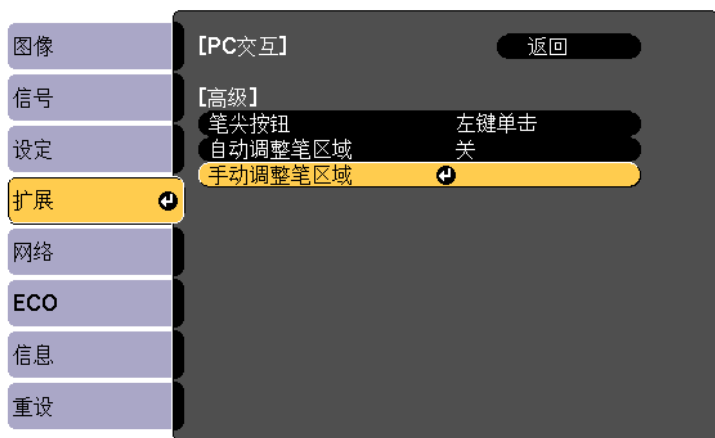 图像
信号
设定
扩展
网络
ECO
信息
重设
[PC交互] 返回
[高级]
笔尖按钮 左键单击
自动调整笔区域 关
手动调整笔区域